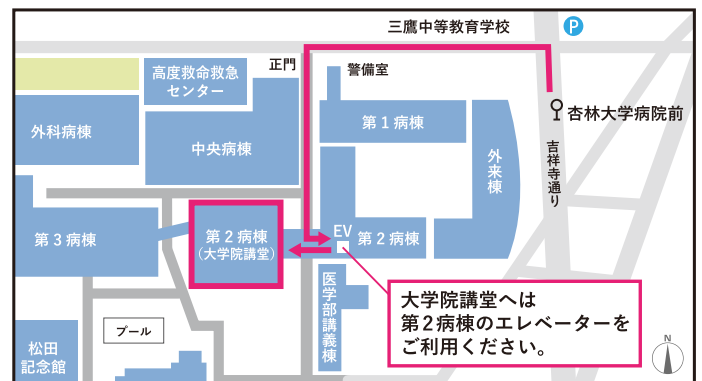 三鷹中等教育学校
P
正門
警備室
高度救命救急
センター
杏林大学病院前
外科病棟
中央病棟
第1病棟
外来棟
吉祥寺通り
第3病棟
第2病棟
(大学院講堂)
EV
第2病棟
医学部講義棟
大学院講堂へは
第2病棟のエレベーターを
ご利用ください。
プール
松田
記念館
N